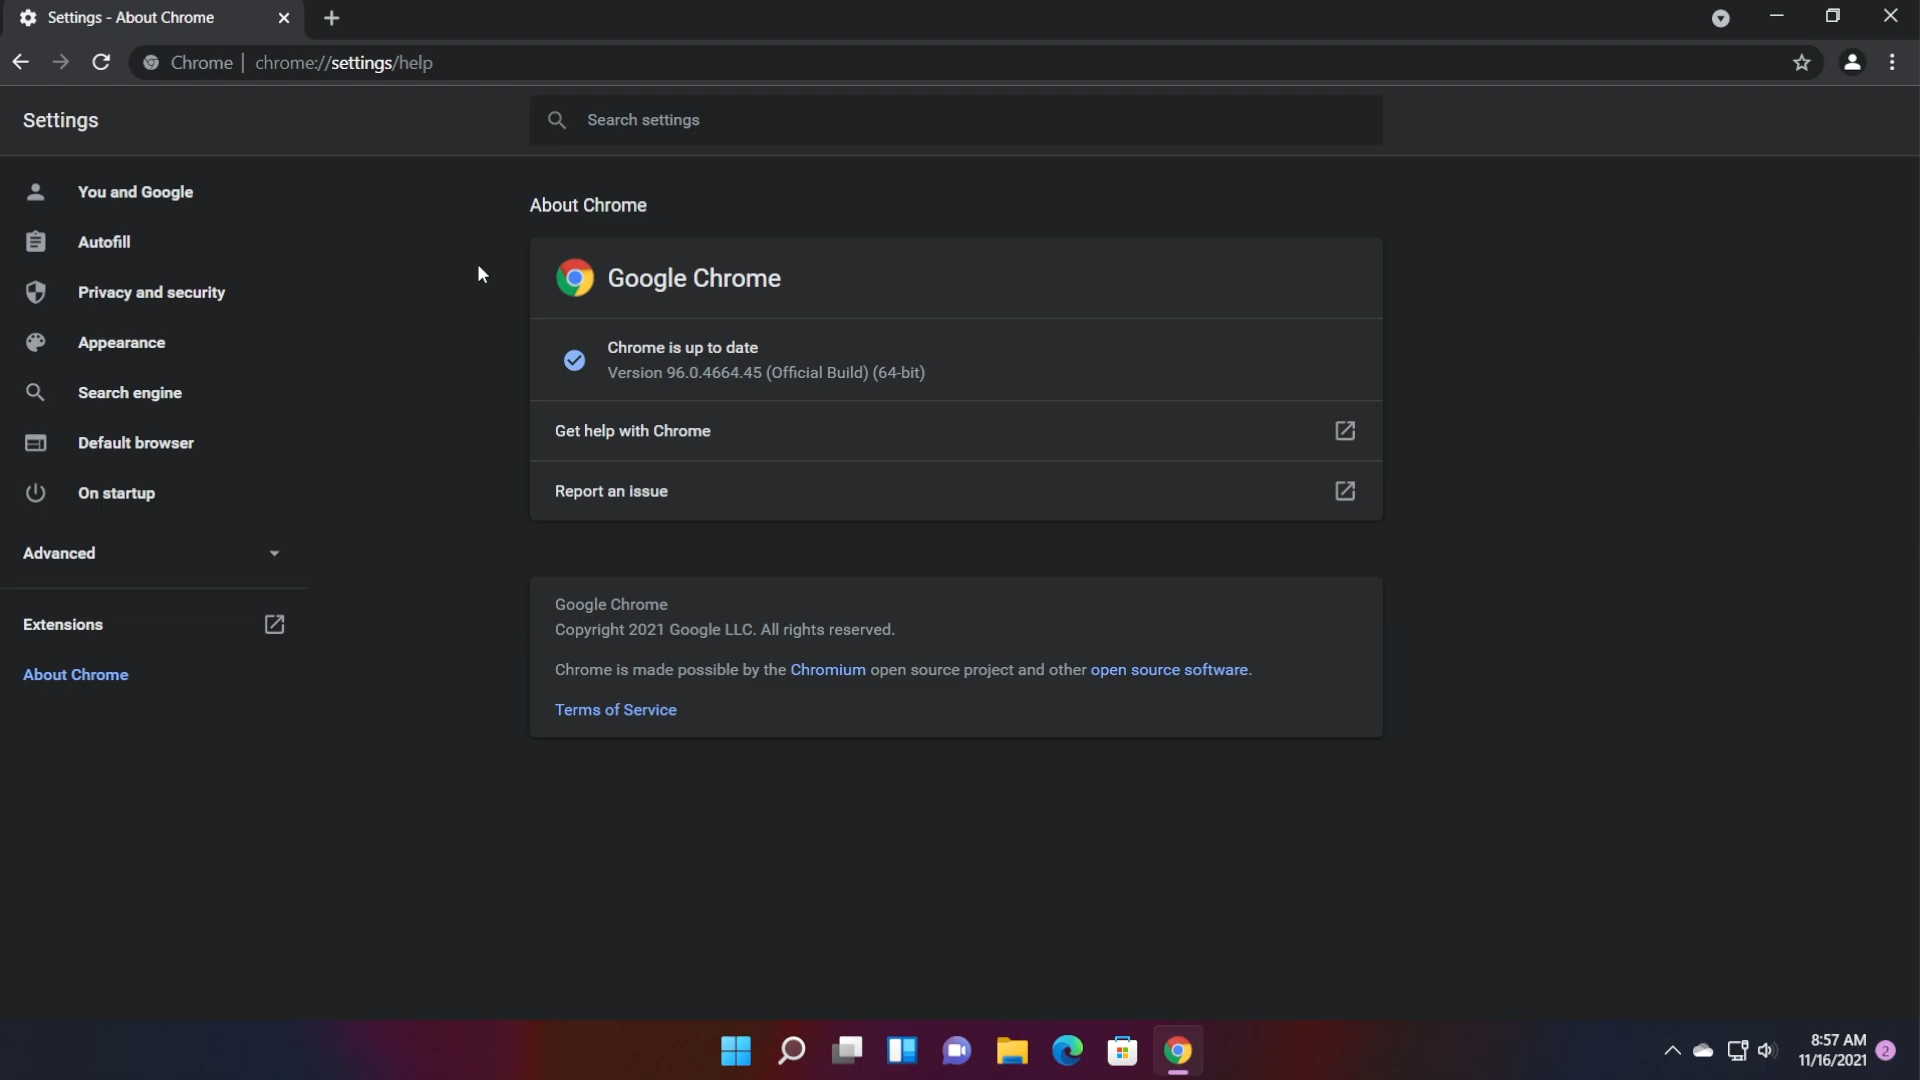 Settings - About Chrome
Chrome | chrome://settings/help
Settings
Search settings
You and Google
Autofill
Privacy and security
Appearance
Search engine
Default browser
On startup
Advanced
Extensions
About Chrome
About Chrome
Google Chrome
Chrome is up to date
Version 96.0.4664.45 (Official Build) (64-bit)
Get help with Chrome
Report an issue
Google Chrome
Copyright 2021 Google LLC. All rights reserved.
Chrome is made possible by the Chromium open source project and other open source software.
Terms of Service
8:57 AM
11/16/2021
2